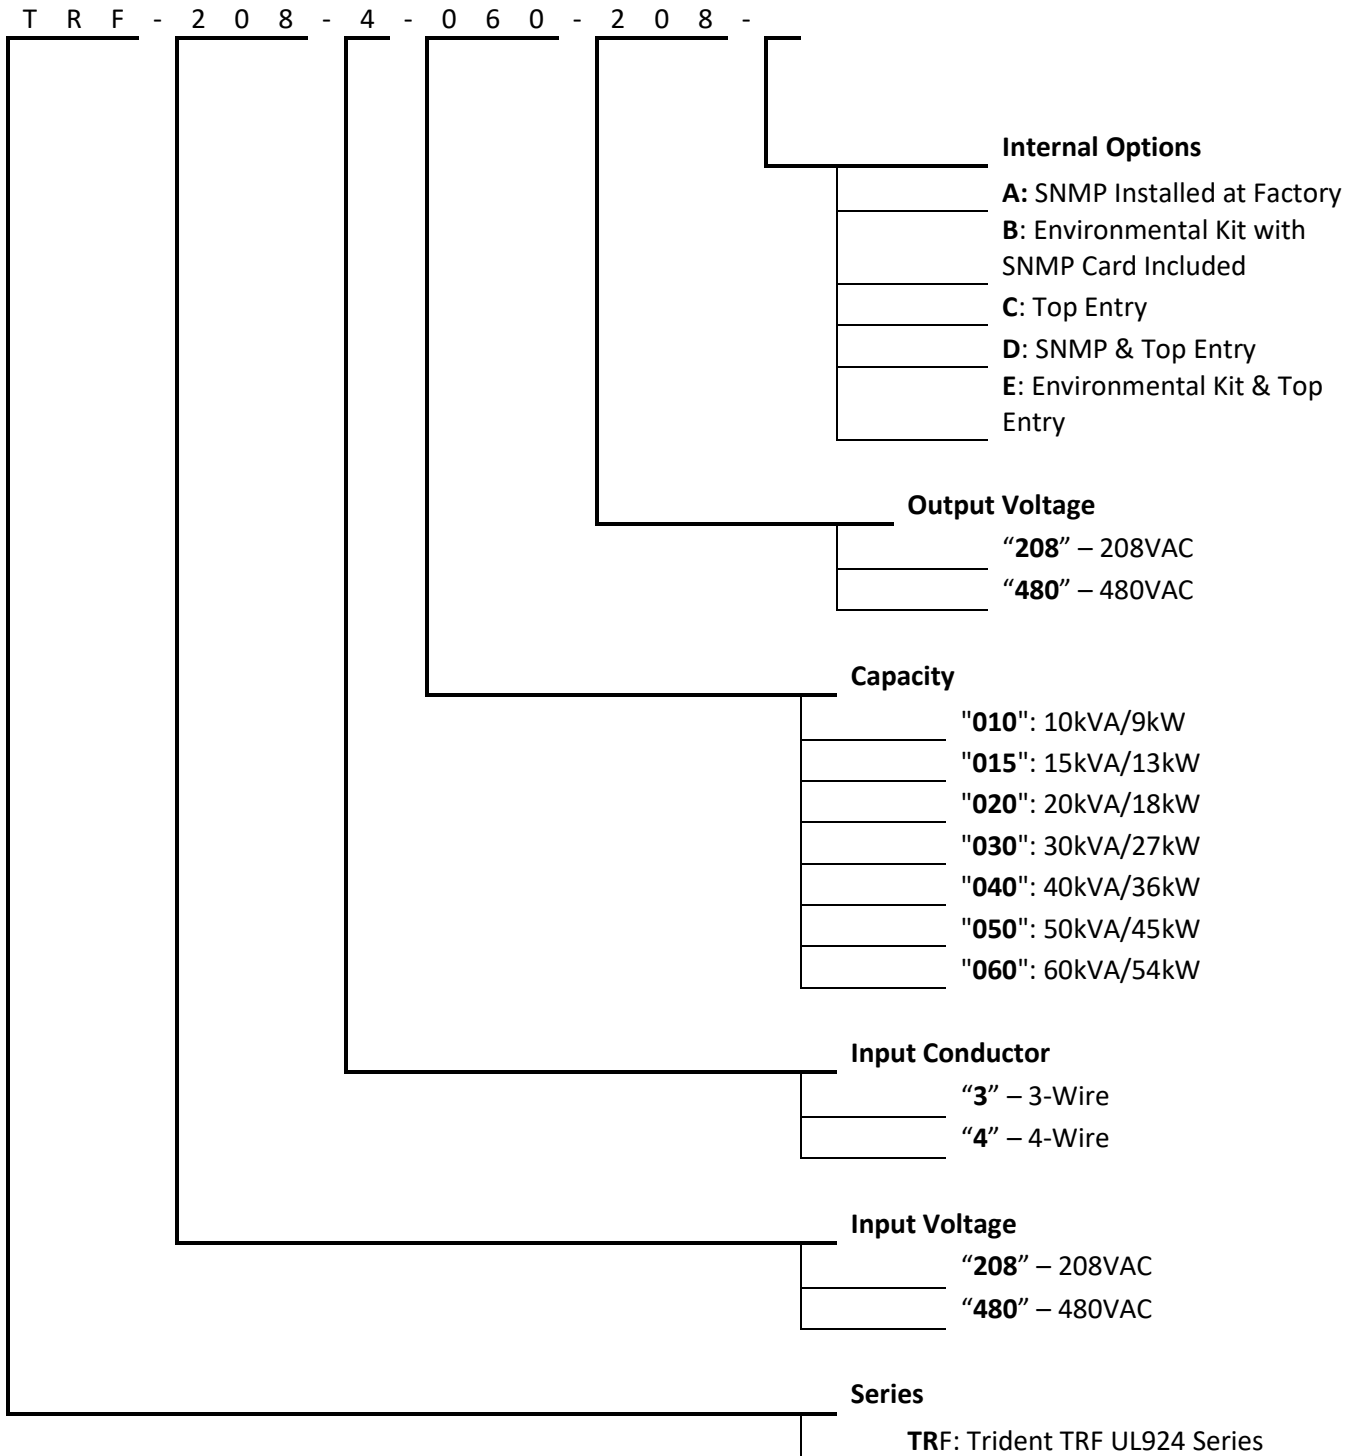 T R F - 2 0 8 - 4 - 0 6 0 - 2 0 8 -
Internal Options
A: SNMP Installed at Factory
B: Environmental Kit with
SNMP Card Included
C: Top Entry
D: SNMP & Top Entry
E: Environmental Kit & Top
Entry
Output Voltage
“208” – 208VAC
“480” – 480VAC
Capacity
"010": 10kVA/9kW
"015": 15kVA/13kW
"020": 20kVA/18kW
"030": 30kVA/27kW
"040": 40kVA/36kW
"050": 50kVA/45kW
"060": 60kVA/54kW
Input Conductor
“3” – 3-Wire
“4” – 4-Wire
Input Voltage
“208” – 208VAC
“480” – 480VAC
Series
TRF: Trident TRF UL924 Series